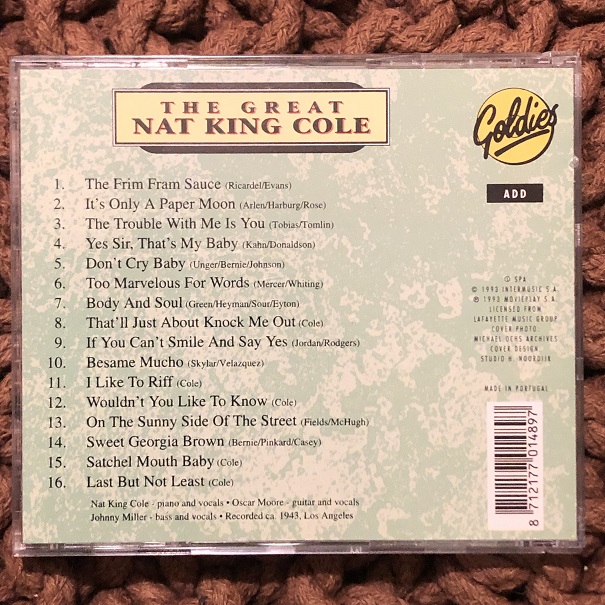 THE GREAT
NAT KING COLE
Goldies
ADD
1. The Frim Fram Sauce (Ricardel/Evans)
2. It's Only A Paper Moon (Arlen/Harburg/Rose)
3. The Trouble With Me Is You (Tobias/Tomlin)
4. Yes Sir, That's My Baby (Kahn/Donaldson)
5. Don't Cry Baby (Unger/Bernie/Johnson)
6. Too Marvelous For Words (Mercer/Whiting)
7. Body And Soul (Green/Heyman/Sour/Eyton)
8. That'll Just About Knock Me Out (Cole)
9. If You Can't Smile And Say Yes (Jordan/Rodgers)
10. Besame Mucho (Skylar/Velazquez)
11. I Like To Riff (Cole)
12. Wouldn't You Like To Know (Cole)
13. On The Sunny Side Of The Street (Fields/McHugh)
14. Sweet Georgia Brown (Bernie/Pinkard/Casey)
15. Satchel Mouth Baby (Cole)
16. Last But Not Least (Cole)
Nat King Cole - piano and vocals • Oscar Moore - guitar and vocals
Johnny Miller - bass and vocals • Recorded ca. 1943, Los Angeles
© SPA
© 1993 INTERMUSIC S.A.
℗ 1993 MOVIEPLAY S.A.
LICENSED FROM
LAFAYETTE MUSIC GROUP
COVER PHOTO
MICHAEL OCHS ARCHIVES
COVER DESIGN
STUDIO H. NOORDIJK
MADE IN PORTUGAL
8 712177 014897